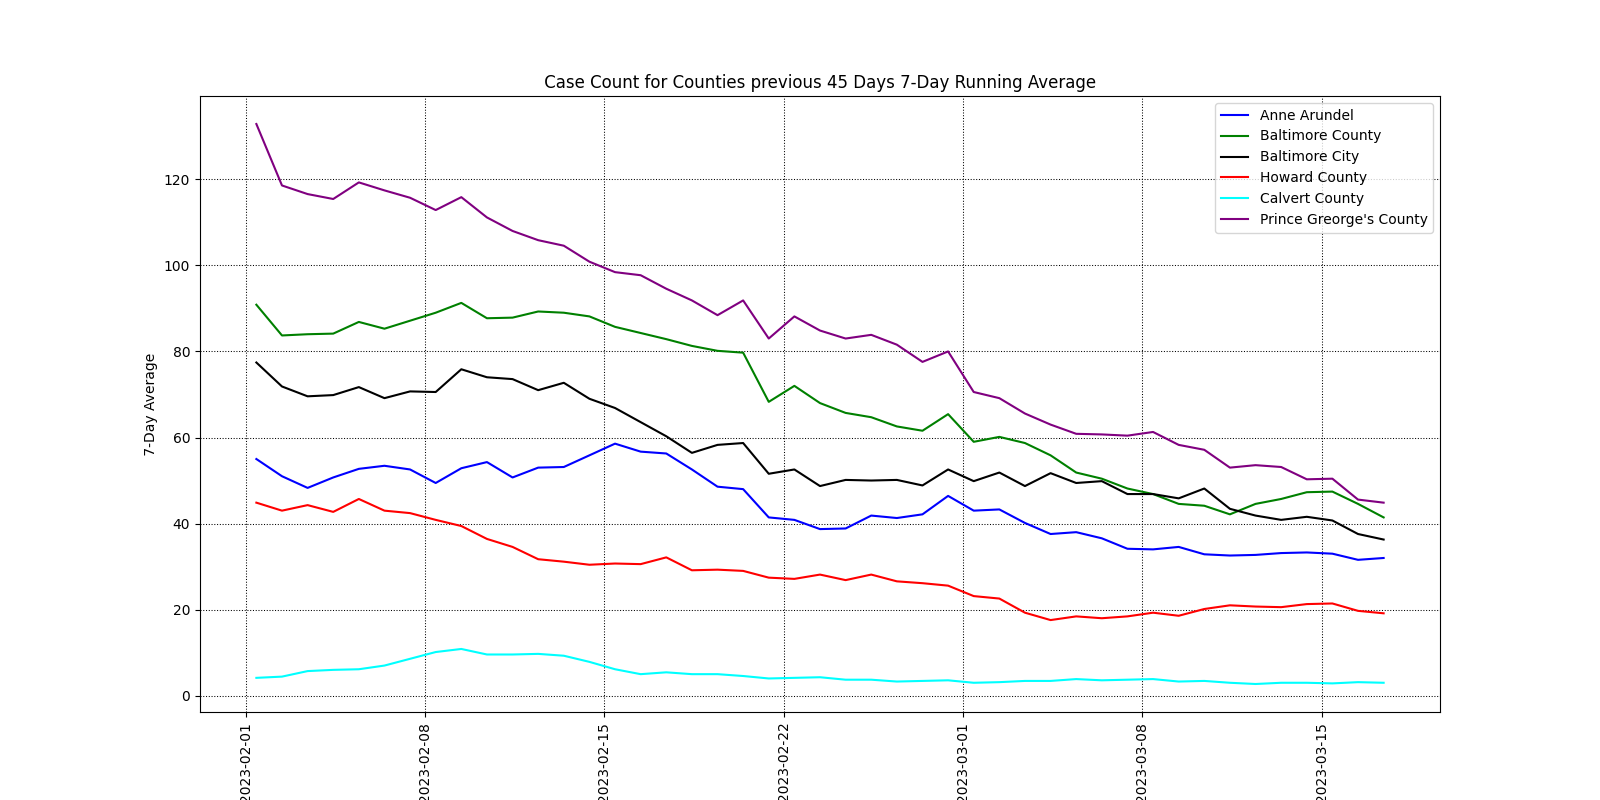 Case Count for Counties previous 45 Days 7-Day Running Average
Anne Arundel
Baltimore County
Baltimore City
Howard County
Calvert County
Prince Greorge's County
7-Day Average
120
100
80
60
40
20
0
2023-02-01
2023-02-08
2023-02-15
2023-02-22
2023-03-01
2023-03-08
2023-03-15